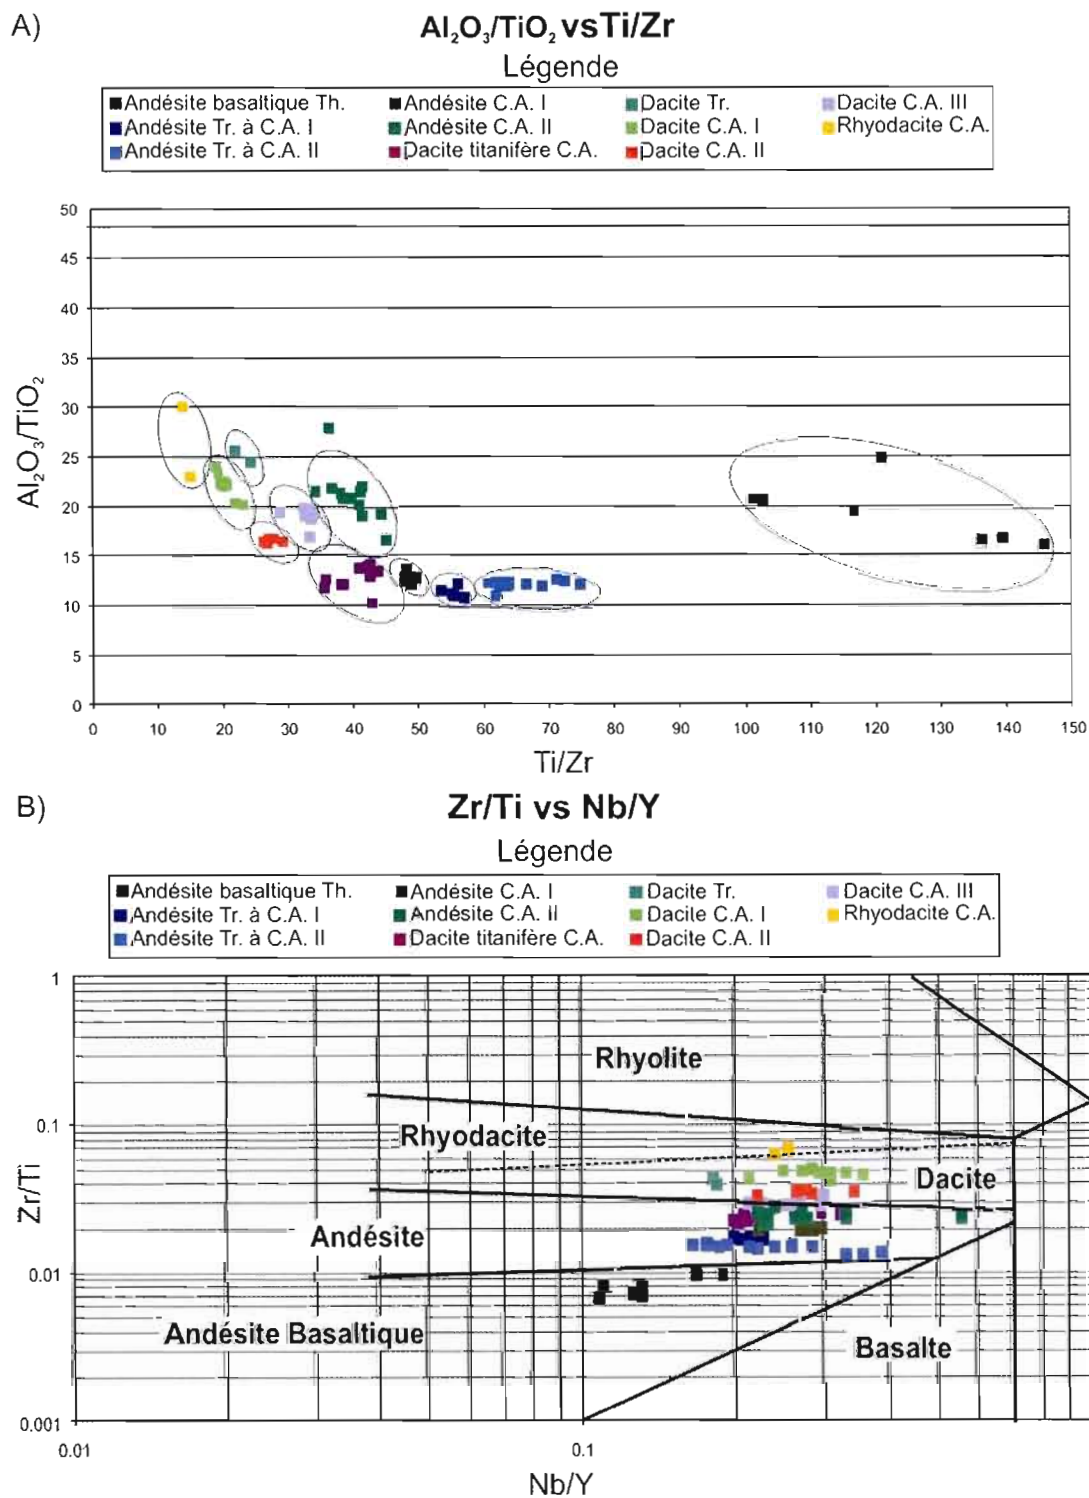 A)
Al₂O₃/TiO₂ vs Ti/Zr
Légende
Andésite basaltique Th. Andésite C.A. I Dacite Tr. Dacite C.A. III
Andésite Tr. à C.A. I Andésite C.A. II Dacite C.A. I Rhyodacite C.A.
Andésite Tr. à C.A. II Dacite titanifère C.A. Dacite C.A. II
50
45
40
35
30
25
20
15
10
5
0
Al₂O₃/TiO₂
0 10 20 30 40 50 60 70 80 90 100 110 120 130 140 150
Ti/Zr
B)
Zr/Ti vs Nb/Y
Légende
Andésite basaltique Th. Andésite C.A. I Dacite Tr. Dacite C.A. III
Andésite Tr. à C.A. I Andésite C.A. II Dacite C.A. I Rhyodacite C.A.
Andésite Tr. à C.A. II Dacite titanifère C.A. Dacite C.A. II
1
Rhyolite
0.1
Rhyodacite
Dacite
Zr/Ti
Andésite
0.01
Andésite Basaltique
Basalte
0.001
0.01 0.1
Nb/Y